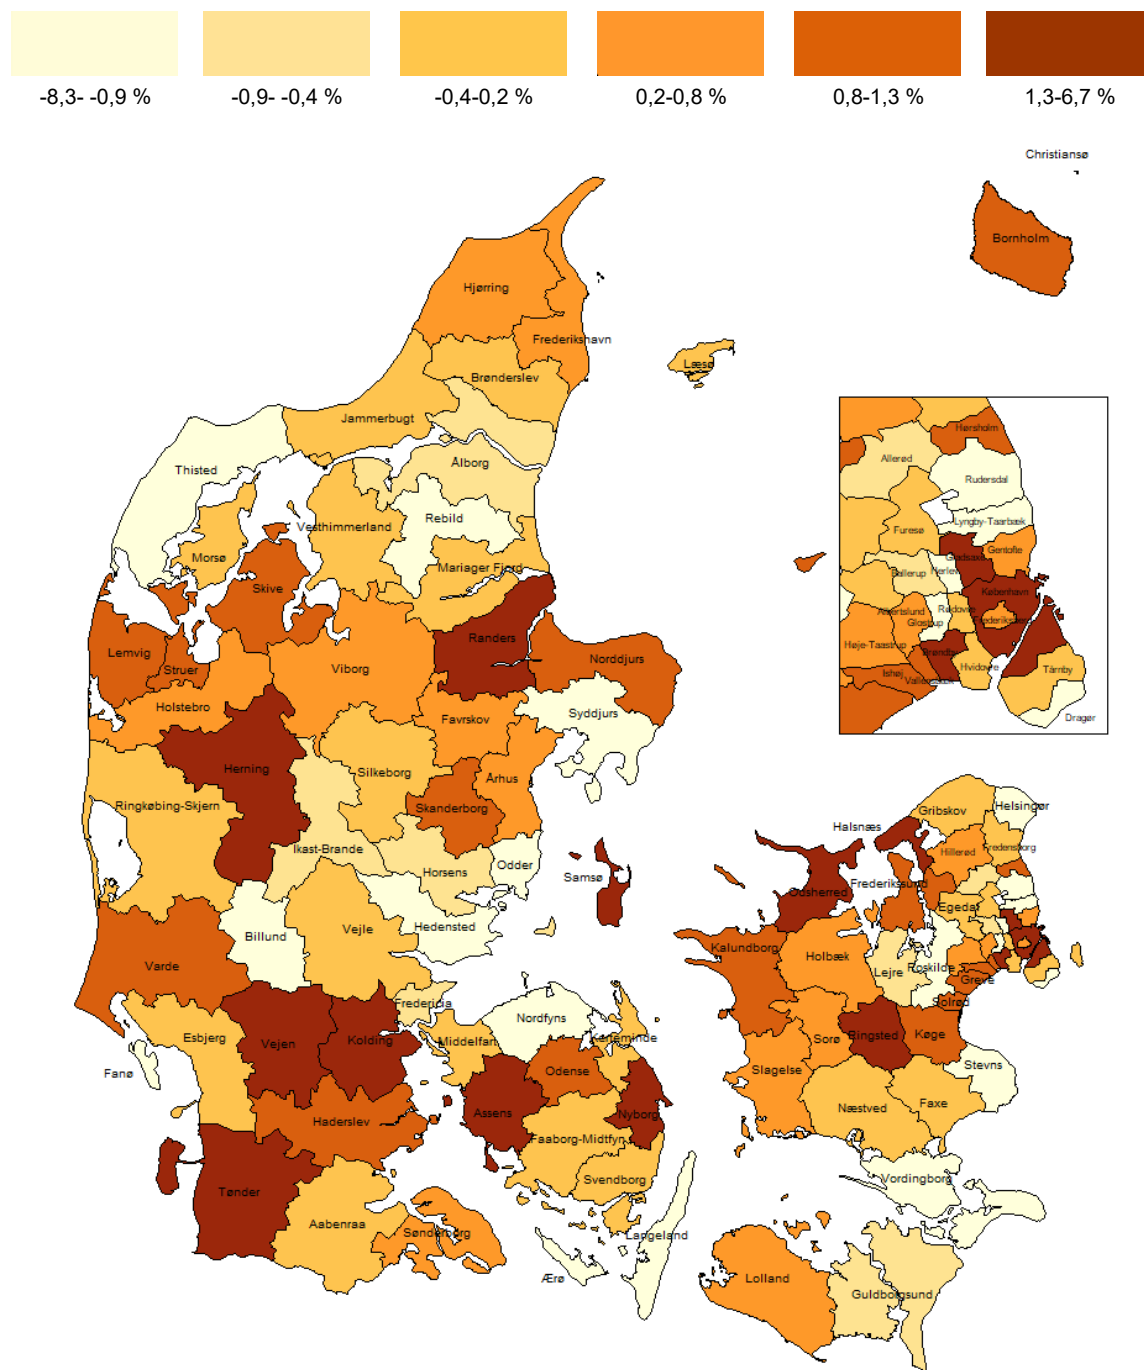 -8,3- -0,9 %
-0,9- -0,4 %
-0,4-0,2 %
0,2-0,8 %
0,8-1,3 %
1,3-6,7 %
Christiansø
Bornholm
Hjørring
Frederikshavn
Læsø
Brønderslev
Jammerbugt
Thisted
Ålborg
Rebild
Vesthimmerland
Morsø
Mariager Fjord
Skive
Randers
Lemvig
Struer
Viborg
Norddjurs
Holstebro
Favrskov
Syddjurs
Herning
Silkeborg
Århus
Ringkøbing-Skjern
Skanderborg
Ikast-Brande
Horsens
Odder
Samsø
Billund
Vejle
Hedensted
Varde
Fredericia
Esbjerg
Vejen
Kolding
Fanø
Haderslev
Tønder
Aabenraa
Sønderborg
Nordfyns
Middelfart
Kerteminde
Odense
Assens
Nyborg
Faaborg-Midtfyn
Svendborg
Langeland
Ærø
Hørsholm
Allerød
Rudersdal
Lyngby-Taarbæk
Furesø
Gentofte
Gladsaxe
Ballerup
Herlev
København
Albertslund
Rødovre
Glostrup
Frederiksberg
Høje-Taastrup
Brøndby
Hvidovre
Ishøj
Vallensbæk
Tårnby
Dragør
Gribskov
Helsingør
Halsnæs
Hillerød
Fredensborg
Odsherred
Frederikssund
Egedal
Kalundborg
Holbæk
Lejre
Roskilde
Greve
Solrød
Sorø
Ringsted
Køge
Slagelse
Stevns
Næstved
Faxe
Vordingborg
Lolland
Guldborgsund